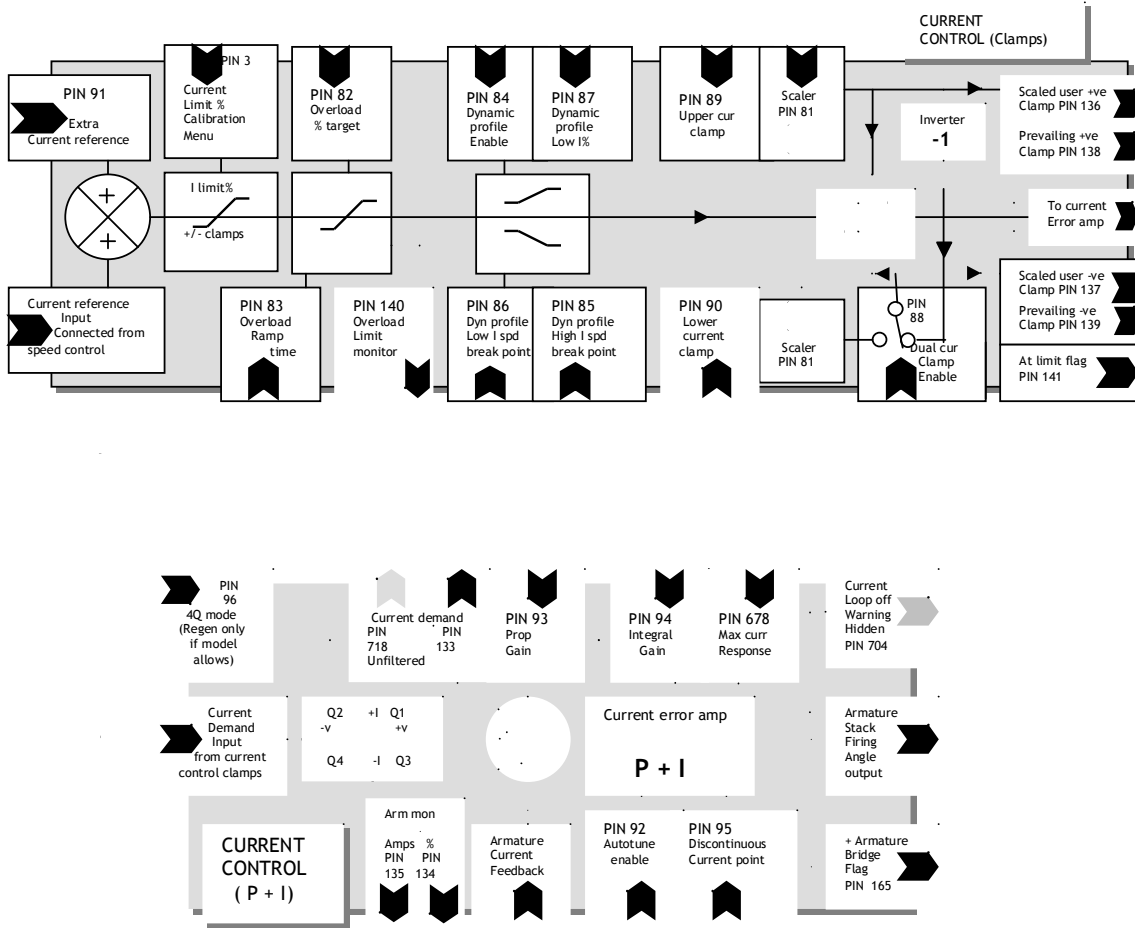 CURRENT
CONTROL (Clamps)
PIN 91
Extra
Current reference
PIN 3
Current
Limit %
Calibration
Menu
PIN 82
Overload
% target
PIN 84
Dynamic
profile
Enable
PIN 87
Dynamic
profile
Low I%
PIN 89
Upper cur
clamp
Scaler
PIN 81
Inverter
-1
Scaled user +ve
Clamp PIN 136
Prevailing +ve
Clamp PIN 138
+
+
I limit%
+/- clamps
To current
Error amp
Current reference
Input
Connected from
speed control
PIN 83
Overload
Ramp
time
PIN 140
Overload
Limit
monitor
PIN 86
Dyn profile
Low I spd
break point
PIN 85
Dyn profile
High I spd
break point
PIN 90
Lower
current
clamp
Scaler
PIN 81
PIN
88
Dual cur
Clamp
Enable
Scaled user -ve
Clamp PIN 137
Prevailing -ve
Clamp PIN 139
At limit flag
PIN 141
PIN
96
4Q mode
(Regen only
if model
allows)
Current demand
PIN PIN
718 133
Unfiltered
PIN 93
Prop
Gain
PIN 94
Integral
Gain
PIN 678
Max curr
Response
Current
Loop off
Warning
Hidden
PIN 704
Current
Demand
Input
from current
control clamps
Q2 +I Q1
-v +v
Q4 -I Q3
Current error amp
P + I
Armature
Stack
Firing
Angle
output
CURRENT
CONTROL
( P + I)
Arm mon
Amps %
PIN PIN
135 134
Armature
Current
Feedback
PIN 92
Autotune
enable
PIN 95
Discontinuous
Current point
+ Armature
Bridge
Flag
PIN 165